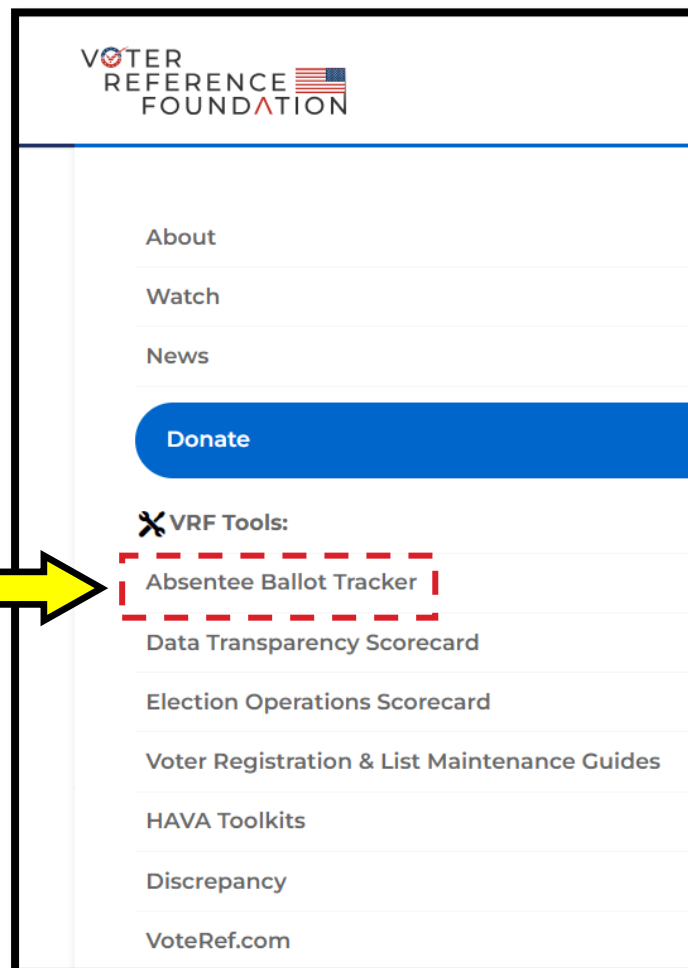 VOTER
REFERENCE
FOUNDATION
About
Watch
News
Donate
VRF Tools:
Absentee Ballot Tracker
Data Transparency Scorecard
Election Operations Scorecard
Voter Registration & List Maintenance Guides
HAVA Toolkits
Discrepancy
VoteRef.com